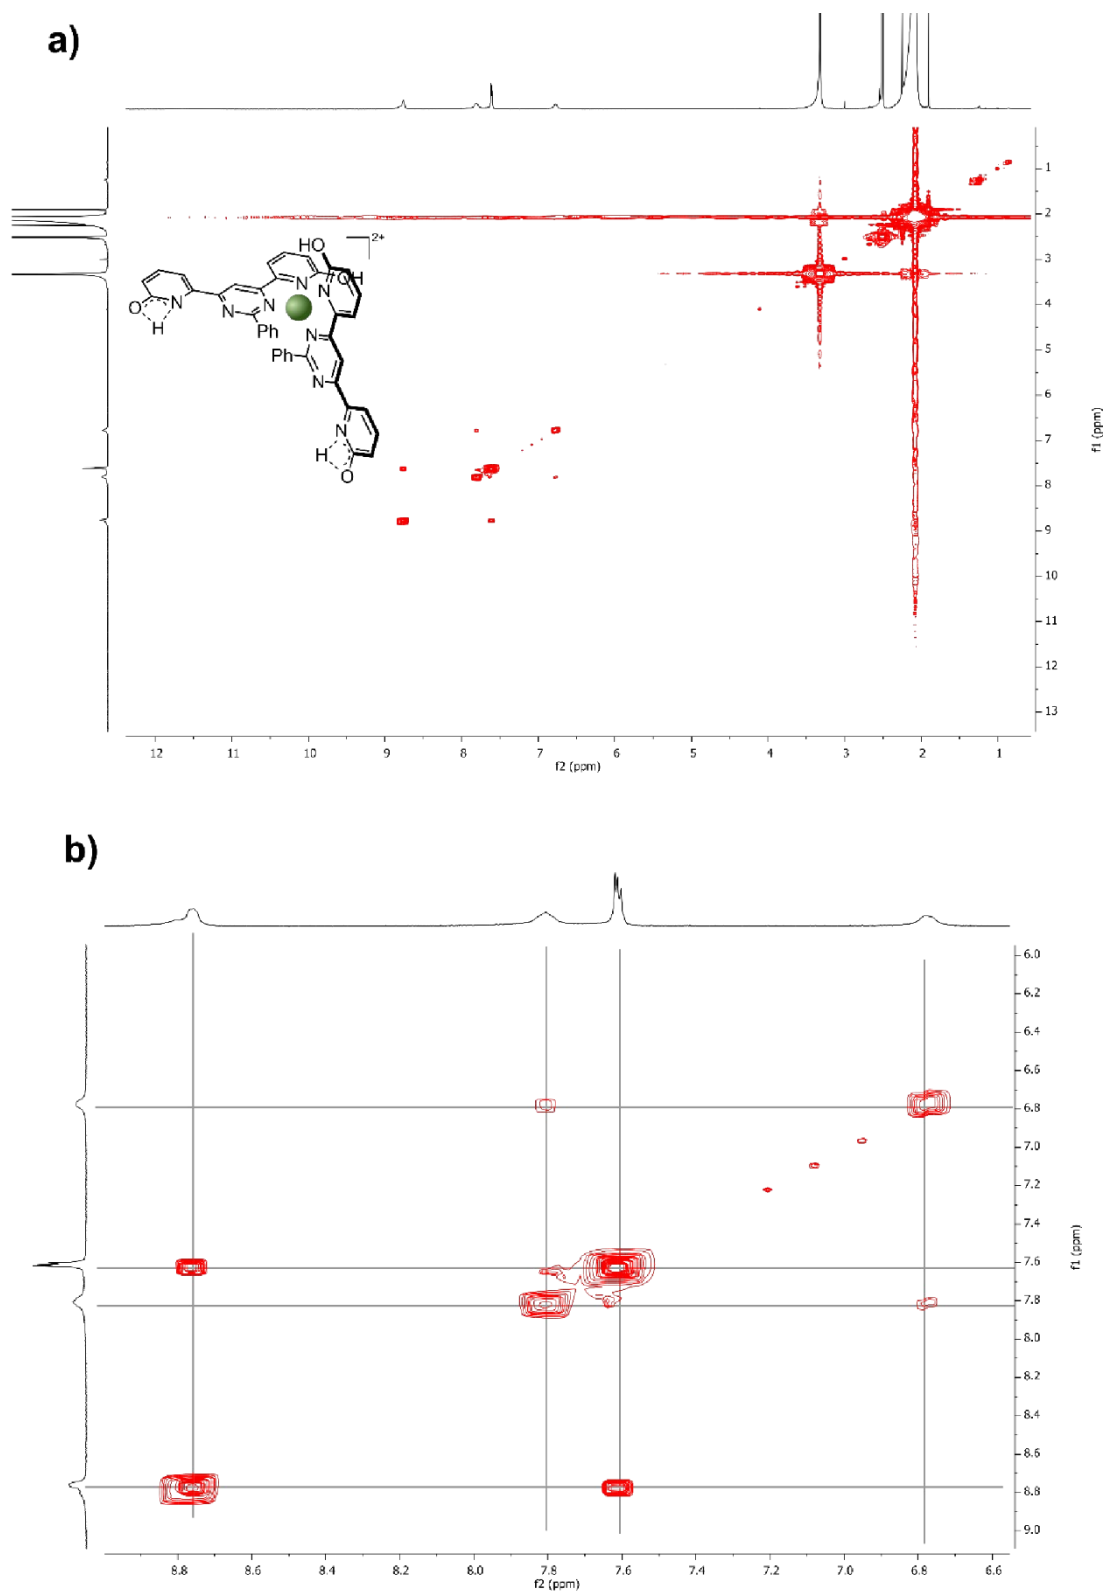 a)
1
2
3
4
5
6
7
8
9
10
11
12
13
f1 (ppm)
2+
HO
OH
N
N
O
N
H
N
N
Ph
N
Ph
N
N
H
O
12 11 10 9 8 7 6 5 4 3 2 1
f2 (ppm)
b)
6.0
6.2
6.4
6.6
6.8
7.0
7.2
7.4
7.6
7.8
8.0
8.2
8.4
8.6
8.8
9.0
f1 (ppm)
8.8 8.6 8.4 8.2 8.0 7.8 7.6 7.4 7.2 7.0 6.8 6.6
f2 (ppm)